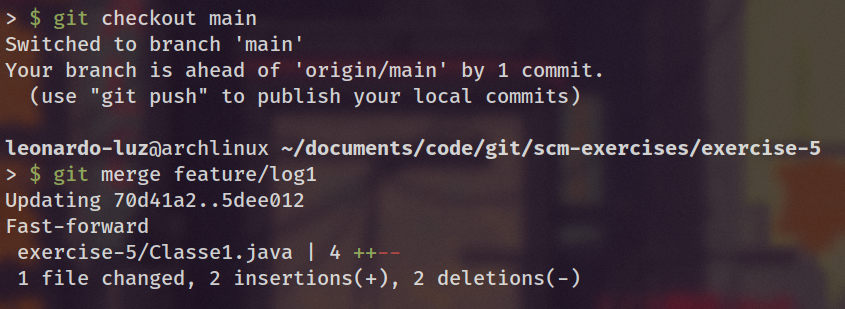 > $ git checkout main
Switched to branch 'main'
Your branch is ahead of 'origin/main' by 1 commit.
  (use "git push" to publish your local commits)
leonardo-luz@archlinux ~/documents/code/git/scm-exercises/exercise-5
> $ git merge feature/log1
Updating 70d41a2..5dee012
Fast-forward
 exercise-5/Classe1.java | 4 ++--
 1 file changed, 2 insertions(+), 2 deletions(-)